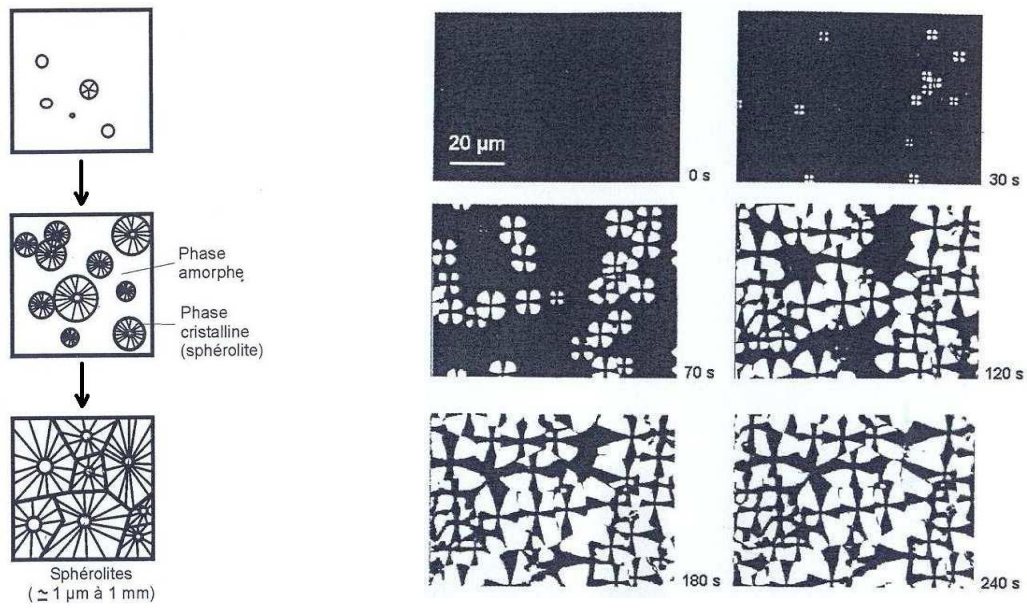 Phase
amorphe
Phase
cristalline
(sphérolite)
Sphérolites
(≃ 1 µm à 1 mm)
20 µm
0 s
30 s
70 s
120 s
180 s
240 s